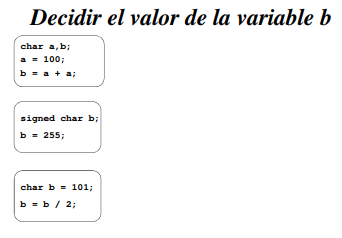 Decidir el valor de la variable b
char a,b;
a = 100;
b = a + a;
signed char b;
b = 255;
char b = 101;
b = b / 2;